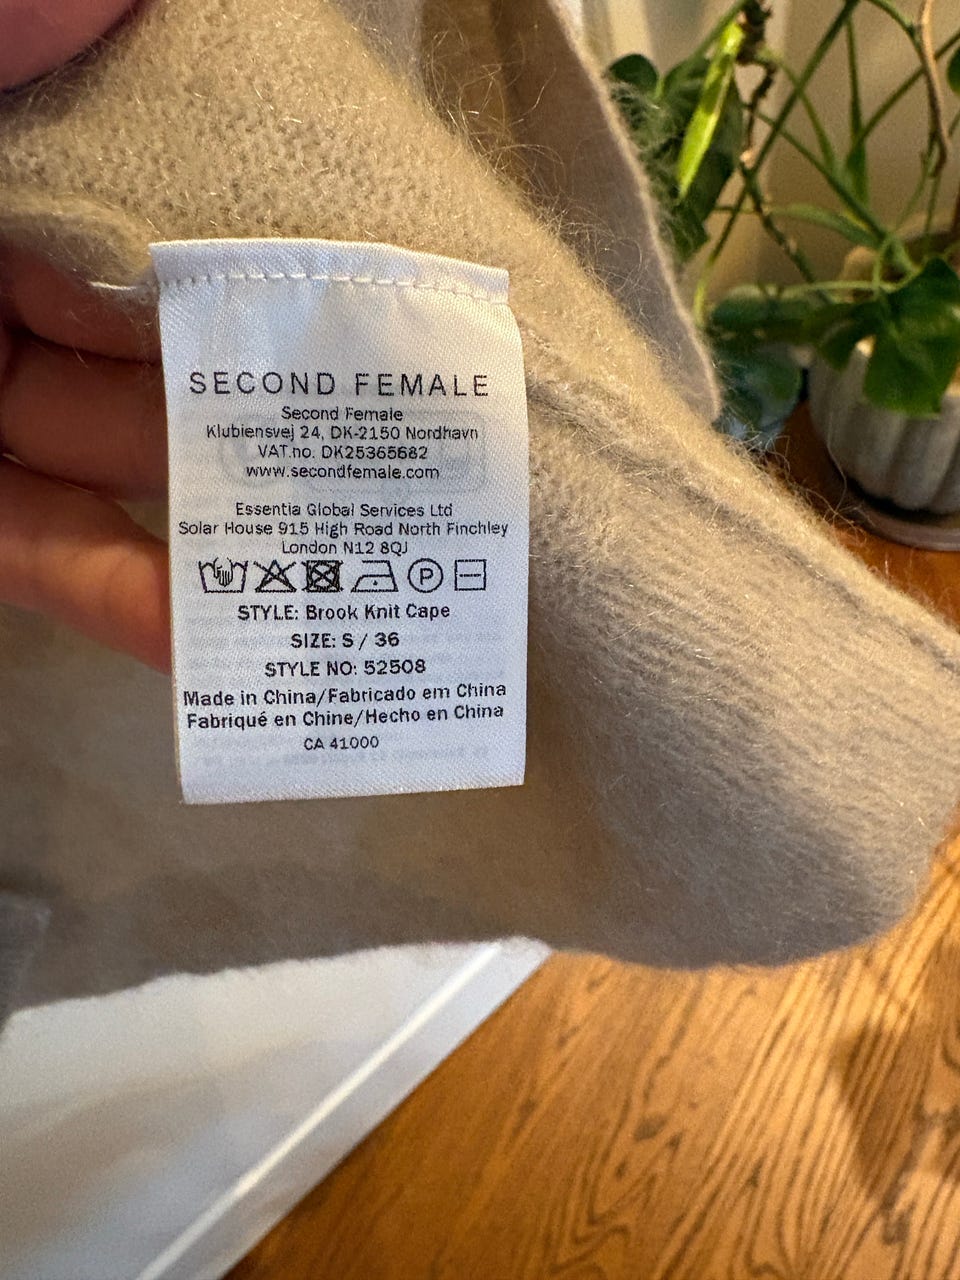 SECOND FEMALE
Second Female
Klubiensvej 24, DK-2150 Nordhavn
VAT.no. DK25365682
www.secondfemale.com
Essentia Global Services Ltd
Solar House 915 High Road North Finchley
London N12 8QJ
P
STYLE: Brook Knit Cape
SIZE: S / 36
STYLE NO: 52508
Made in China/Fabricado em China
Fabriqué en Chine/Hecho en China
CA 41000